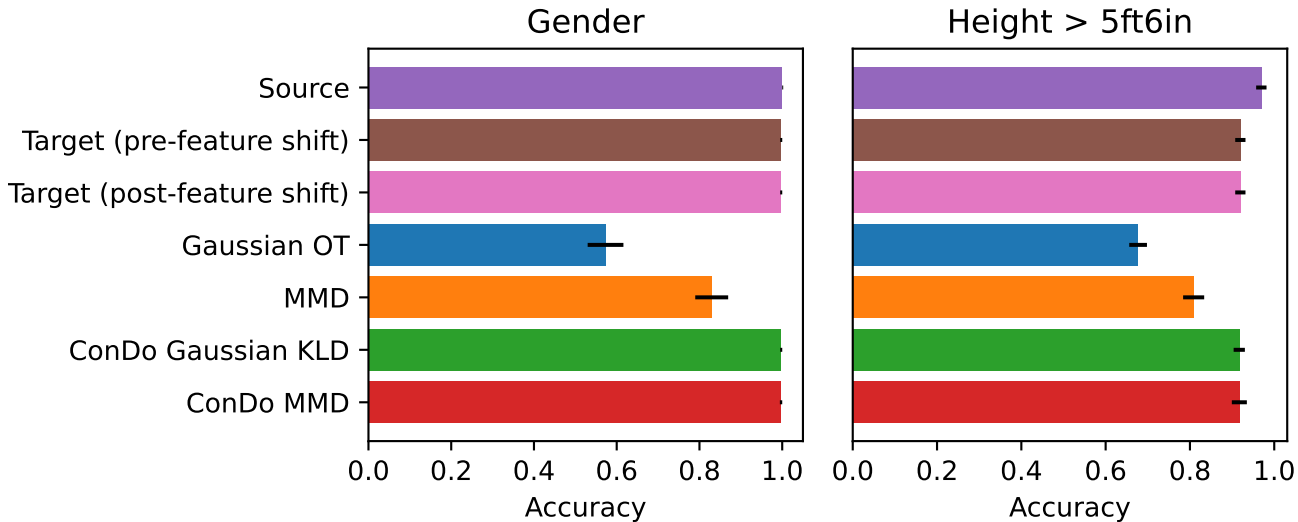 Gender
Height > 5ft6in
Source
Target (pre-feature shift)
Target (post-feature shift)
Gaussian OT
MMD
ConDo Gaussian KLD
ConDo MMD
0.0 0.2 0.4 0.6 0.8 1.0
0.0 0.2 0.4 0.6 0.8 1.0
Accuracy
Accuracy